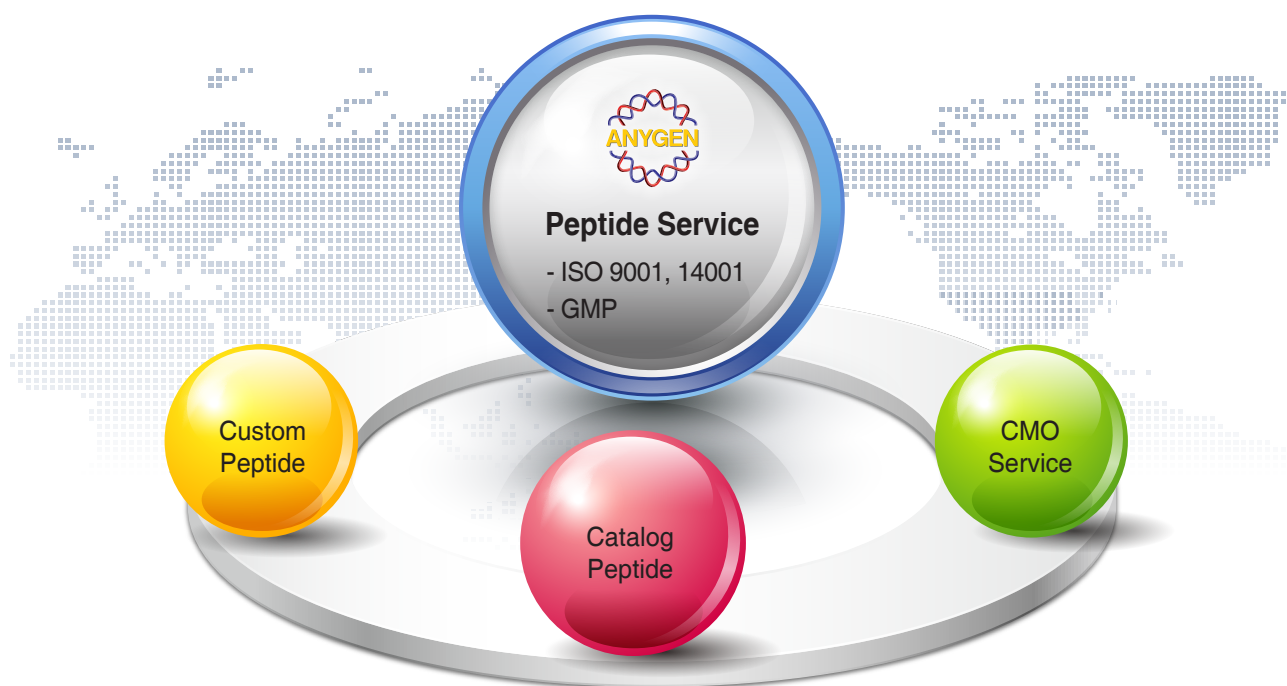 ANYGEN
Peptide Service
- ISO 9001, 14001
- GMP
Custom
Peptide
Catalog
Peptide
CMO
Service